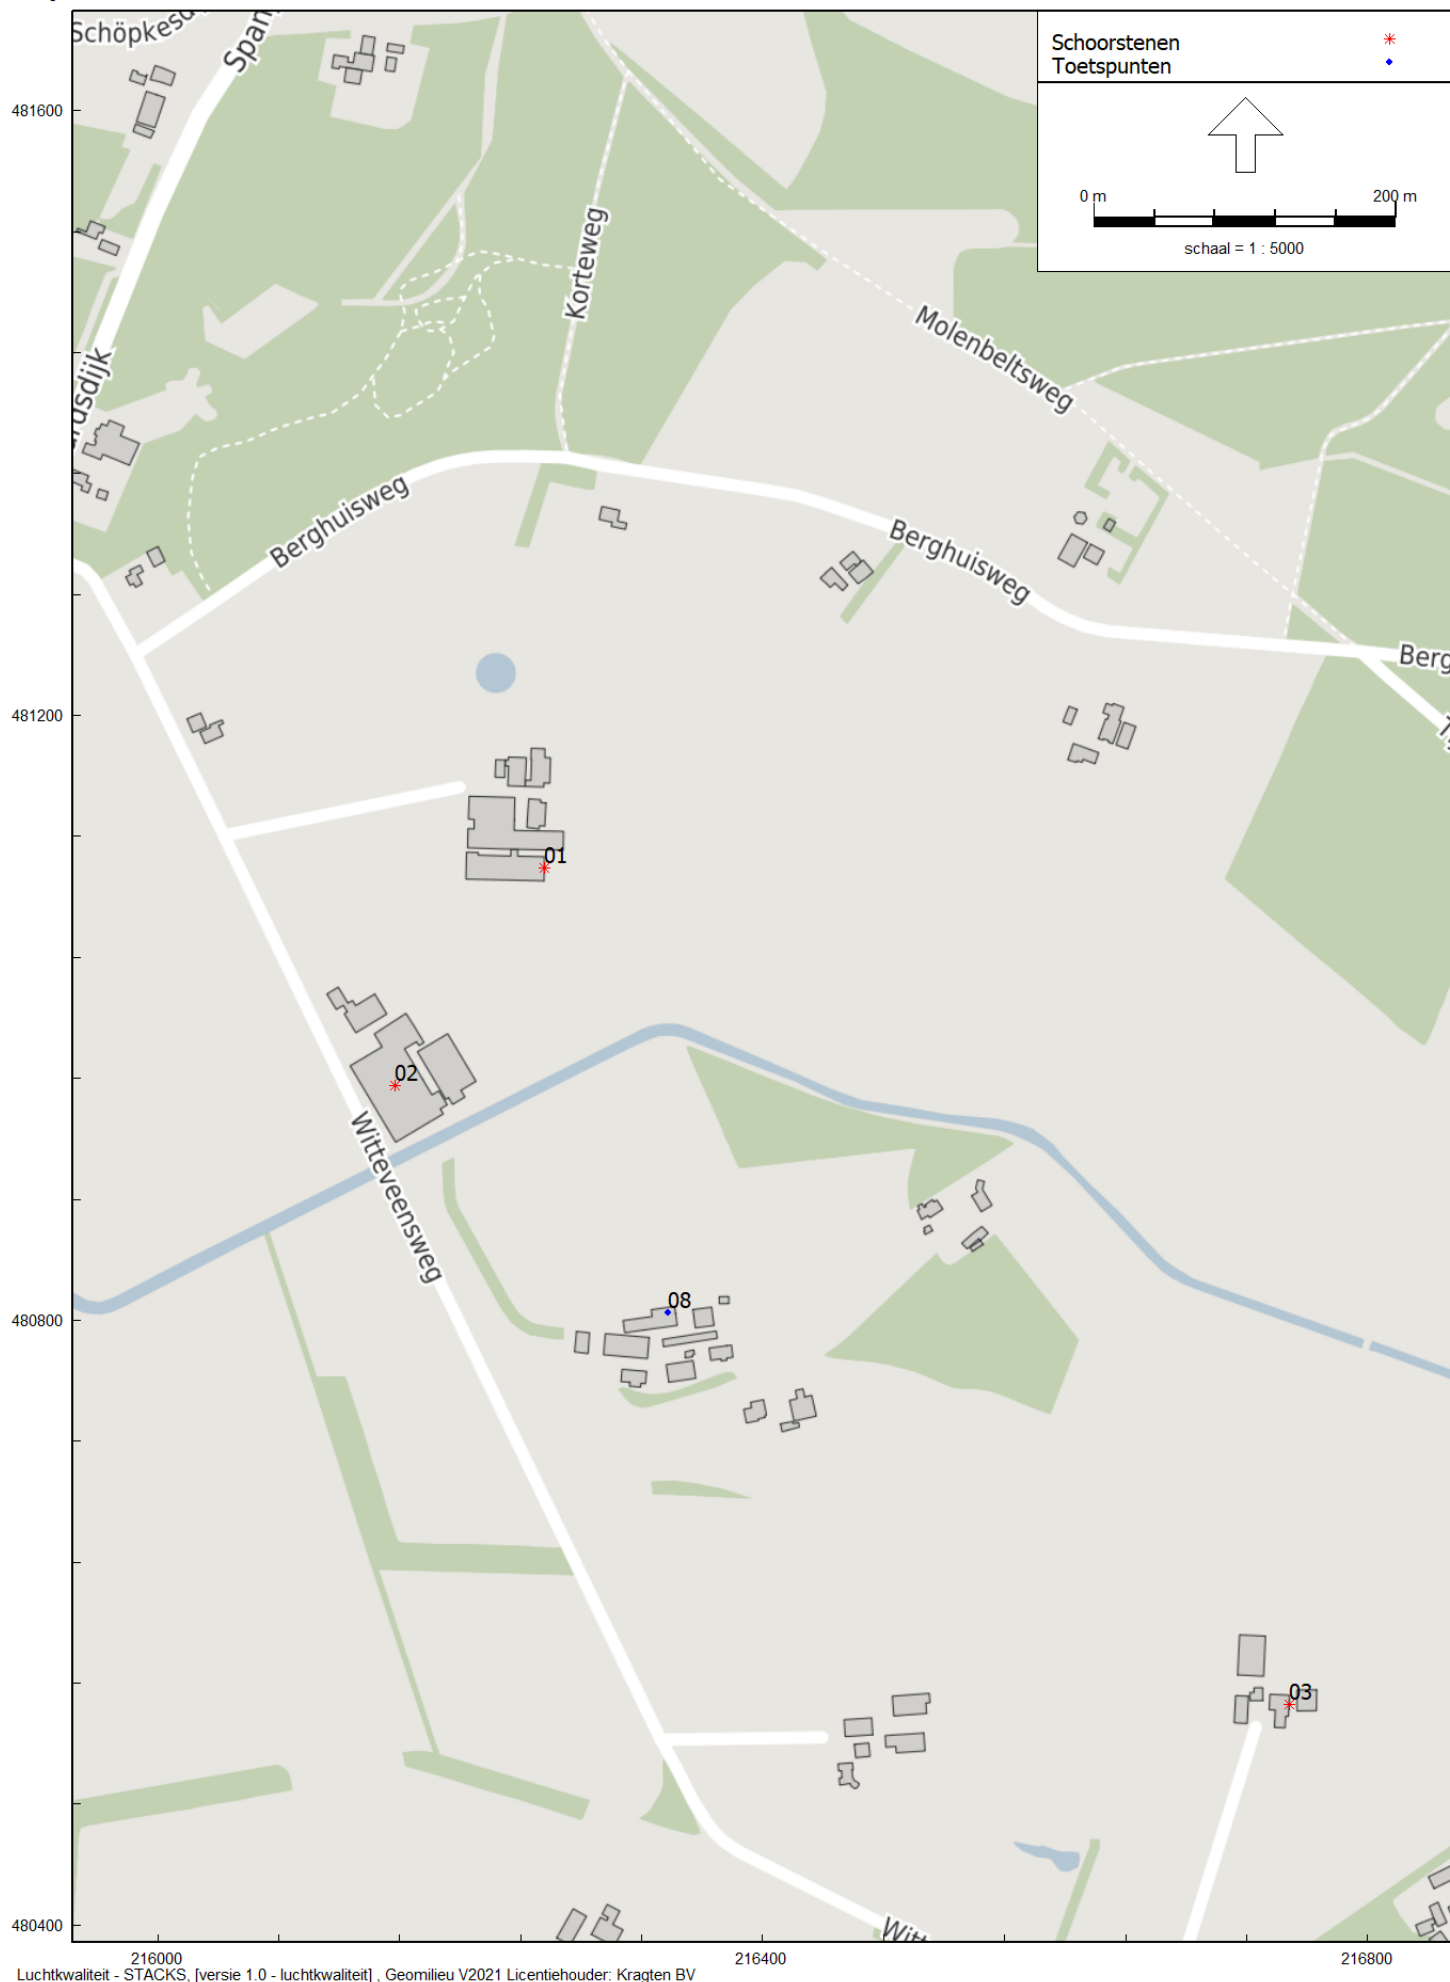 Schoorstenen
Toetspunten
0 m
200 m
schaal = 1 : 5000
Korteweg
Molenbeltsweg
Berghuisweg
Berghuisweg
Berg
01
02
Witteveensweg
08
03
Witt
481600
481200
480800
480400
216000
216400
216800
Luchtkwaliteit - STACKS, [versie 1.0 - luchtkwaliteit] , Geomilieu V2021 Licentiehouder: Kragten BV